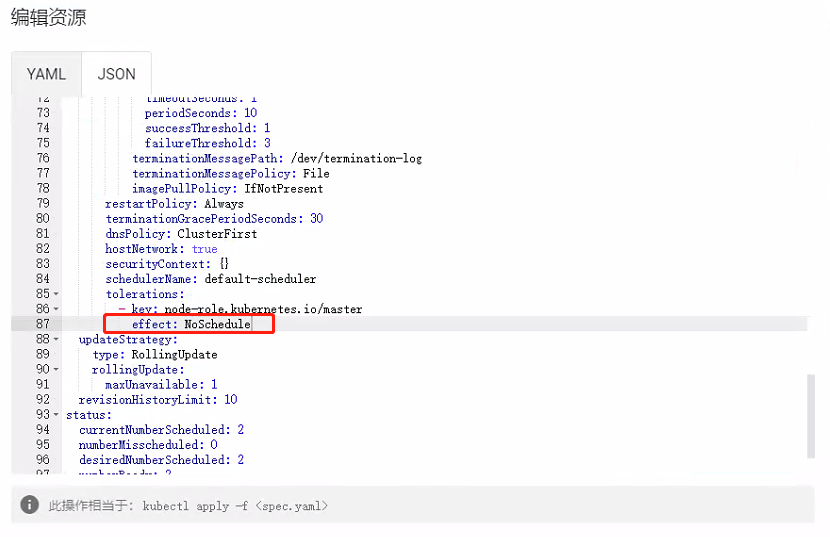 编辑资源
YAML JSON
72 timeoutSeconds: 1
73 periodSeconds: 10
74 successThreshold: 1
75 failureThreshold: 3
76 terminationMessagePath: /dev/termination-log
77 terminationMessagePolicy: File
78 imagePullPolicy: IfNotPresent
79 restartPolicy: Always
80 terminationGracePeriodSeconds: 30
81 dnsPolicy: ClusterFirst
82 hostNetwork: true
83 securityContext: {}
84 schedulerName: default-scheduler
85 tolerations:
86 - key: node-role.kubernetes.io/master
87 effect: NoSchedule
88 updateStrategy:
89 type: RollingUpdate
90 rollingUpdate:
91 maxUnavailable: 1
92 revisionHistoryLimit: 10
93 status:
94 currentNumberScheduled: 2
95 numberMisscheduled: 0
96 desiredNumberScheduled: 2
97 numberReady: 2
此操作相当于: kubectl apply -f <spec.yaml>